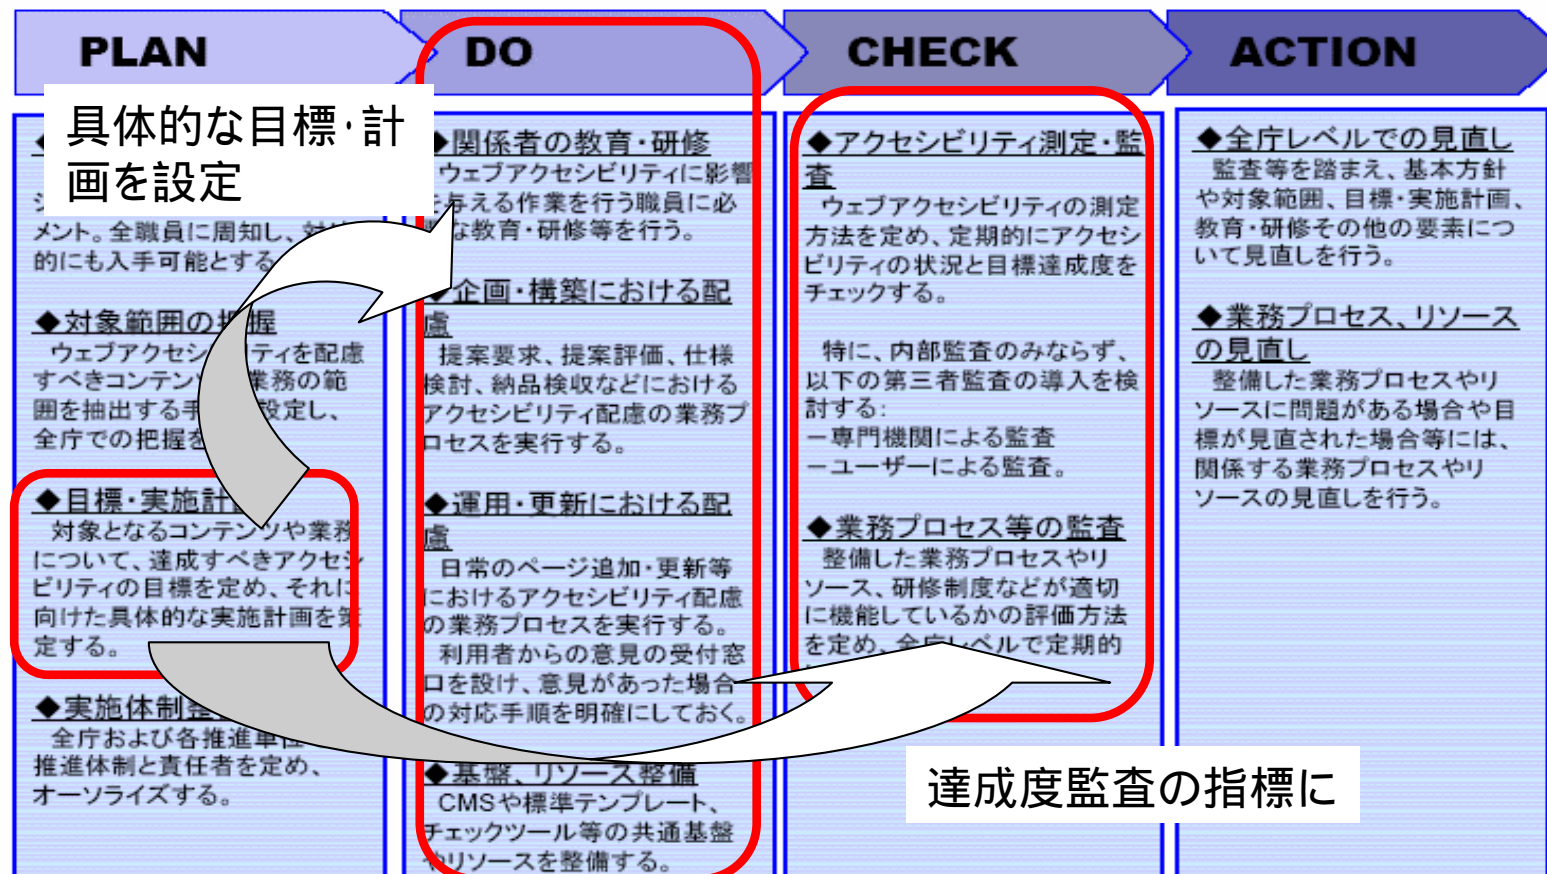 PLAN
DO
CHECK
ACTION
具体的な目標・計
画を設定
メント。全職員に周知し、対
的にも入手可能とする
◆対象範囲の把握
ウェブアクセシ ティを配慮
すべきコンテン 業務の範
囲を抽出する手 設定し、
全庁での把握を
◆目標・実施計
対象となるコンテンツや業務
について、達成すべきアクセシ
ビリティの目標を定め、それに
向けた具体的な実施計画を策
定する。
◆実施体制整
全庁および各推進単位
推進体制と責任者を定め、
オーソライズする。
◆関係者の教育・研修
ウェブアクセシビリティに影響
を与える作業を行う職員に必
な教育・研修等を行う。
◆企画・構築における配
慮
提案要求、提案評価、仕様
検討、納品検収などにおける
アクセシビリティ配慮の業務プ
ロセスを実行する。
◆運用・更新における配
慮
日常のページ追加・更新等
におけるアクセシビリティ配慮
の業務プロセスを実行する。
利用者からの意見の受付窓
口を設け、意見があった場合
の対応手順を明確にしておく。
◆基盤、リソース整備
CMSや標準テンプレート、
チェックツール等の共通基盤
やリソースを整備する。
◆アクセシビリティ測定・監
査
ウェブアクセシビリティの測定
方法を定め、定期的にアクセシ
ビリティの状況と目標達成度を
チェックする。
特に、内部監査のみならず、
以下の第三者監査の導入を検
討する：
－専門機関による監査
－ユーザーによる監査。
◆業務プロセス等の監査
整備した業務プロセスやリ
ソース、研修制度などが適切
に機能しているかの評価方法
を定め、全庁レベルで定期的
達成度監査の指標に
◆全庁レベルでの見直し
監査等を踏まえ、基本方針
や対象範囲、目標・実施計画、
教育・研修その他の要素につ
いて見直しを行う。
◆業務プロセス、リソース
の見直し
整備した業務プロセスやリ
ソースに問題がある場合や目
標が見直された場合等には、
関係する業務プロセスやリ
ソースの見直しを行う。